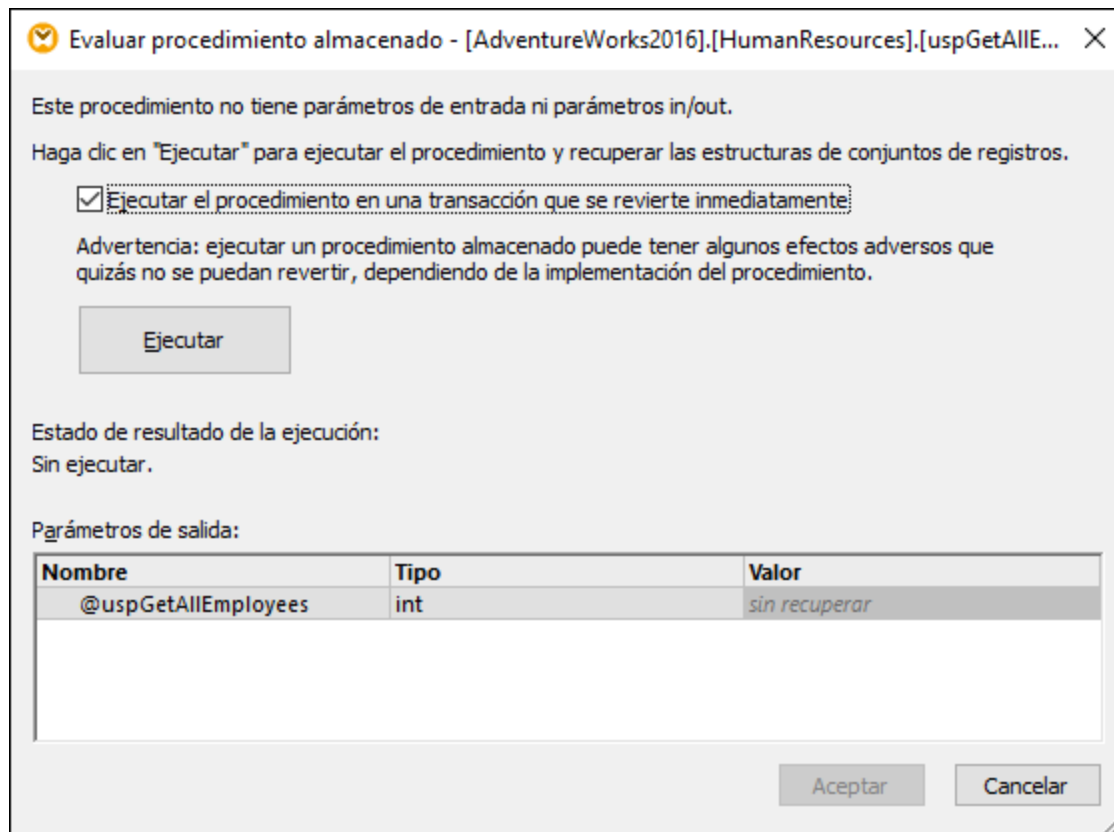 Evaluar procedimiento almacenado - [AdventureWorks2016].[HumanResources].[uspGetAllE...
Este procedimiento no tiene parámetros de entrada ni parámetros in/out.
Haga clic en "Ejecutar" para ejecutar el procedimiento y recuperar las estructuras de conjuntos de registros.
Ejecutar el procedimiento en una transacción que se revierte inmediatamente
Advertencia: ejecutar un procedimiento almacenado puede tener algunos efectos adversos que
quizás no se puedan revertir, dependiendo de la implementación del procedimiento.
Ejecutar
Estado de resultado de la ejecución:
Sin ejecutar.
Parámetros de salida:
Nombre Tipo Valor
@uspGetAllEmployees int sin recuperar
Aceptar Cancelar